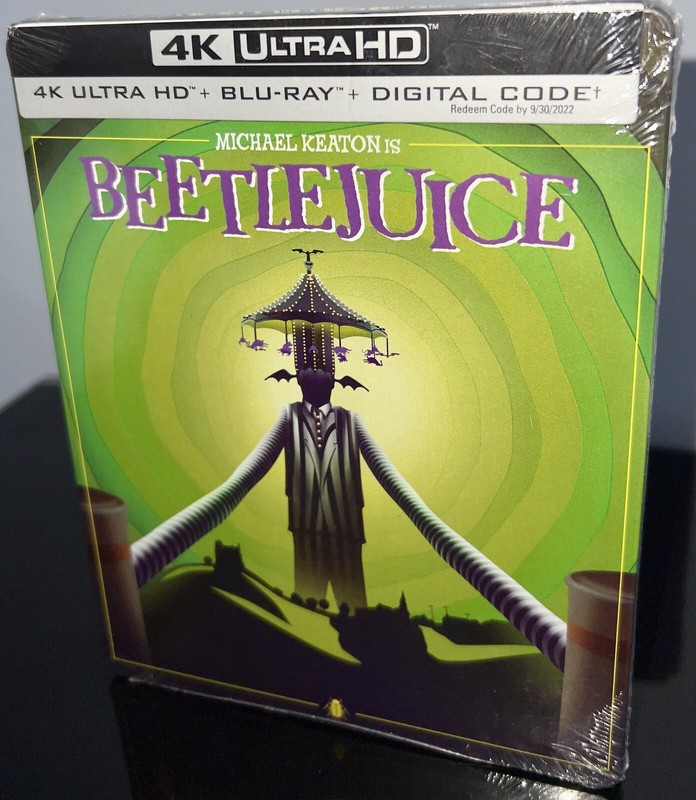 4K ULTRA HD™
4K ULTRA HD™ + BLU-RAY™ + DIGITAL CODE†
Redeem Code by 9/30/2022
MICHAEL KEATON IS
BEETLEJUICE